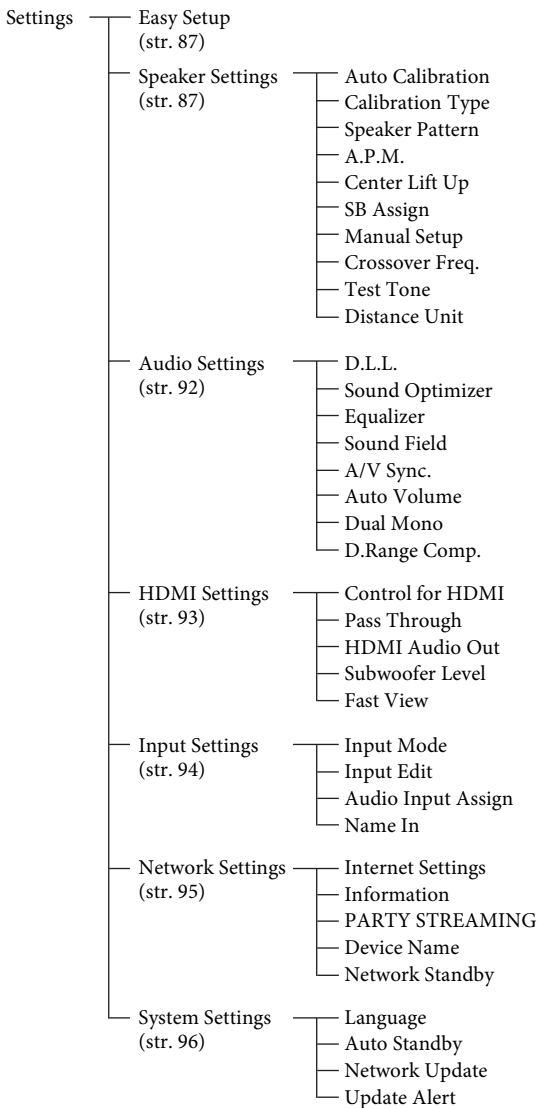 Settings
Easy Setup
(str. 87)
Speaker Settings
(str. 87)
Auto Calibration
Calibration Type
Speaker Pattern
A.P.M.
Center Lift Up
SB Assign
Manual Setup
Crossover Freq.
Test Tone
Distance Unit
Audio Settings
(str. 92)
D.L.L.
Sound Optimizer
Equalizer
Sound Field
A/V Sync.
Auto Volume
Dual Mono
D.Range Comp.
HDMI Settings
(str. 93)
Control for HDMI
Pass Through
HDMI Audio Out
Subwoofer Level
Fast View
Input Settings
(str. 94)
Input Mode
Input Edit
Audio Input Assign
Name In
Network Settings
(str. 95)
Internet Settings
Information
PARTY STREAMING
Device Name
Network Standby
System Settings
(str. 96)
Language
Auto Standby
Network Update
Update Alert